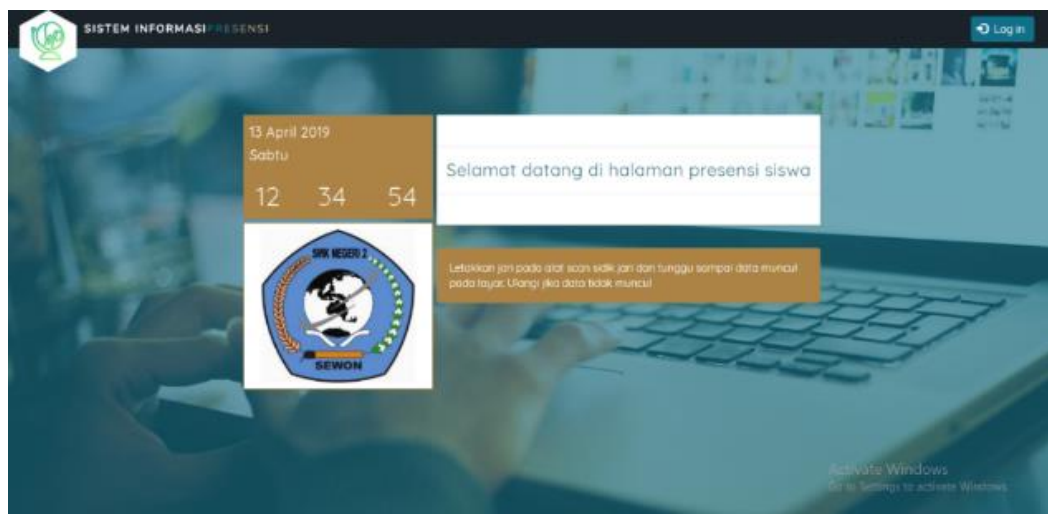 SISTEM INFORMASI PRESENSI
Log in
13 April 2019
Sabtu
12 34 54
Selamat datang di halaman presensi siswa
SMK NEGERI 2
SEWON
Letakkan jari pada alat scan sidik jari dan tunggu sampai data muncul
pada layar. Ulangi jika data tidak muncul
Activate Windows
Go to Settings to activate Windows.